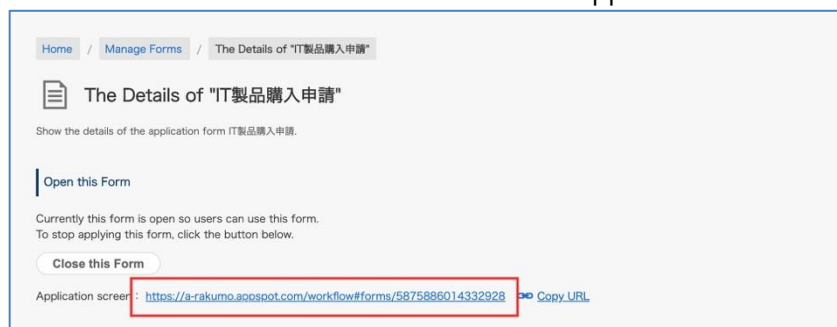 Home / Manage Forms / The Details of "IT製品購入申請"
The Details of "IT製品購入申請"
Show the details of the application form IT製品購入申請.
Open this Form
Currently this form is open so users can use this form.
To stop applying this form, click the button below.
Close this Form
Application screen : https://a-rakumo.appspot.com/workflow#forms/5875886014332928 Copy URL